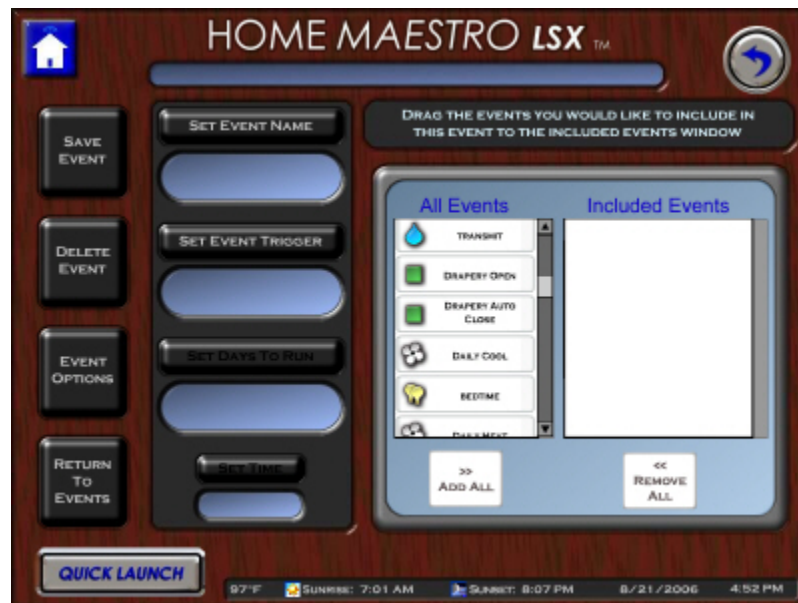 HOME MAESTRO LSX TM
DRAG THE EVENTS YOU WOULD LIKE TO INCLUDE IN
THIS EVENT TO THE INCLUDED EVENTS WINDOW
SAVE
EVENT
DELETE
EVENT
EVENT
OPTIONS
RETURN
TO
EVENTS
SET EVENT NAME
SET EVENT TRIGGER
SET DAYS TO RUN
SET TIME
All Events
Included Events
TRANSMIT
DRAPERY OPEN
DRAPERY AUTO
CLOSE
DAILY COOL
BEDTIME
DAILY HEAT
>>
ADD ALL
<<
REMOVE
ALL
QUICK LAUNCH
97°F SUNRISE: 7:01 AM SUNSET: 8:07 PM 8/21/2006 4:52 PM